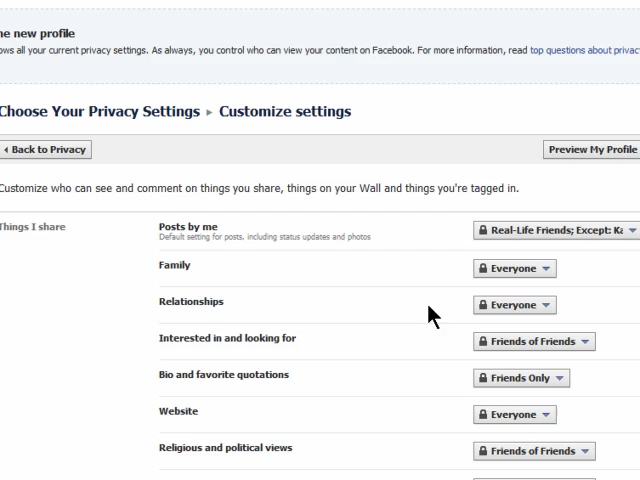 new profile
all your current privacy settings. As always, you control who can view your content on Facebook. For more information, read top questions about
Choose Your Privacy Settings ▸ Customize settings
Back to Privacy
Preview My Profile
Customize who can see and comment on things you share, things on your Wall and things you're tagged in.
Things I share
Posts by me
Real-Life Friends; Except:
Default setting for posts, including status updates and photos
Family
Everyone
Relationships
Everyone
Interested in and looking for
Friends of Friends
Bio and favorite quotations
Friends Only
Website
Everyone
Religious and political views
Friends of Friends